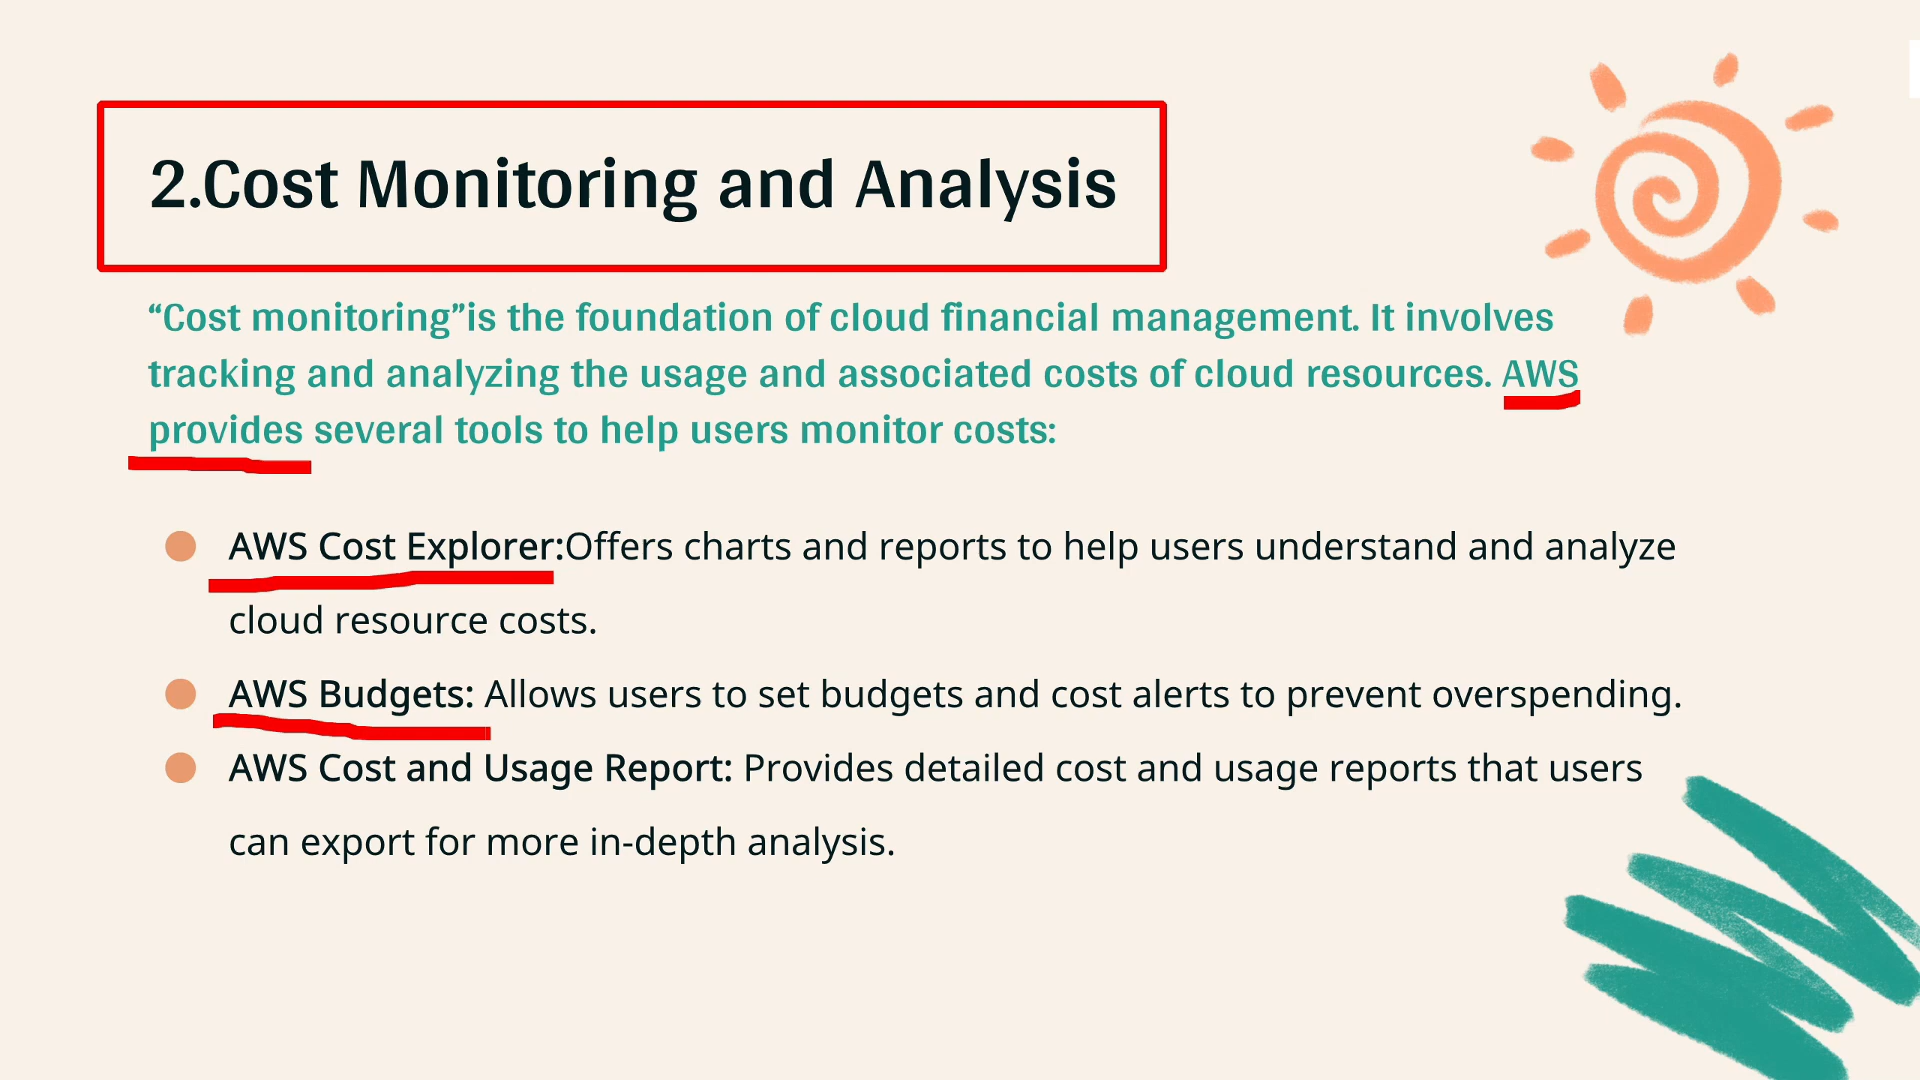 2.Cost Monitoring and Analysis
“Cost monitoring”is the foundation of cloud financial management. It involves
tracking and analyzing the usage and associated costs of cloud resources. AWS
provides several tools to help users monitor costs:
AWS Cost Explorer:Offers charts and reports to help users understand and analyze
cloud resource costs.
AWS Budgets: Allows users to set budgets and cost alerts to prevent overspending.
AWS Cost and Usage Report: Provides detailed cost and usage reports that users
can export for more in-depth analysis.